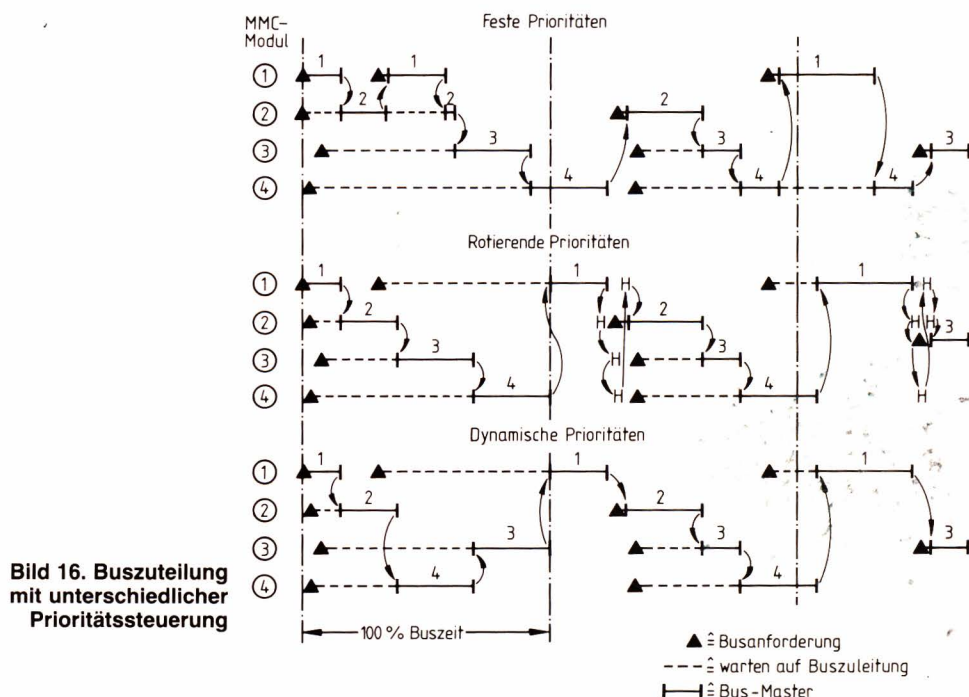 MMC-
Modul
Feste Prioritäten
1 1 1
① 
2 2 2
②
3 3 3
③
4 4 4
④
Rotierende Prioritäten
1 1 H 1 H
①
2 H 2 H H
②
3 H 3 3
③
4 H 4 H
④
Dynamische Prioritäten
1 1 1
①
2 2
②
3 3 3
③
4 4
④
Bild 16. Buszuteilung
mit unterschiedlicher
Prioritätssteuerung
100 % Buszeit
▲ ≙ Busanforderung
---- ≙ warten auf Buszuleitung
≙ Bus-Master